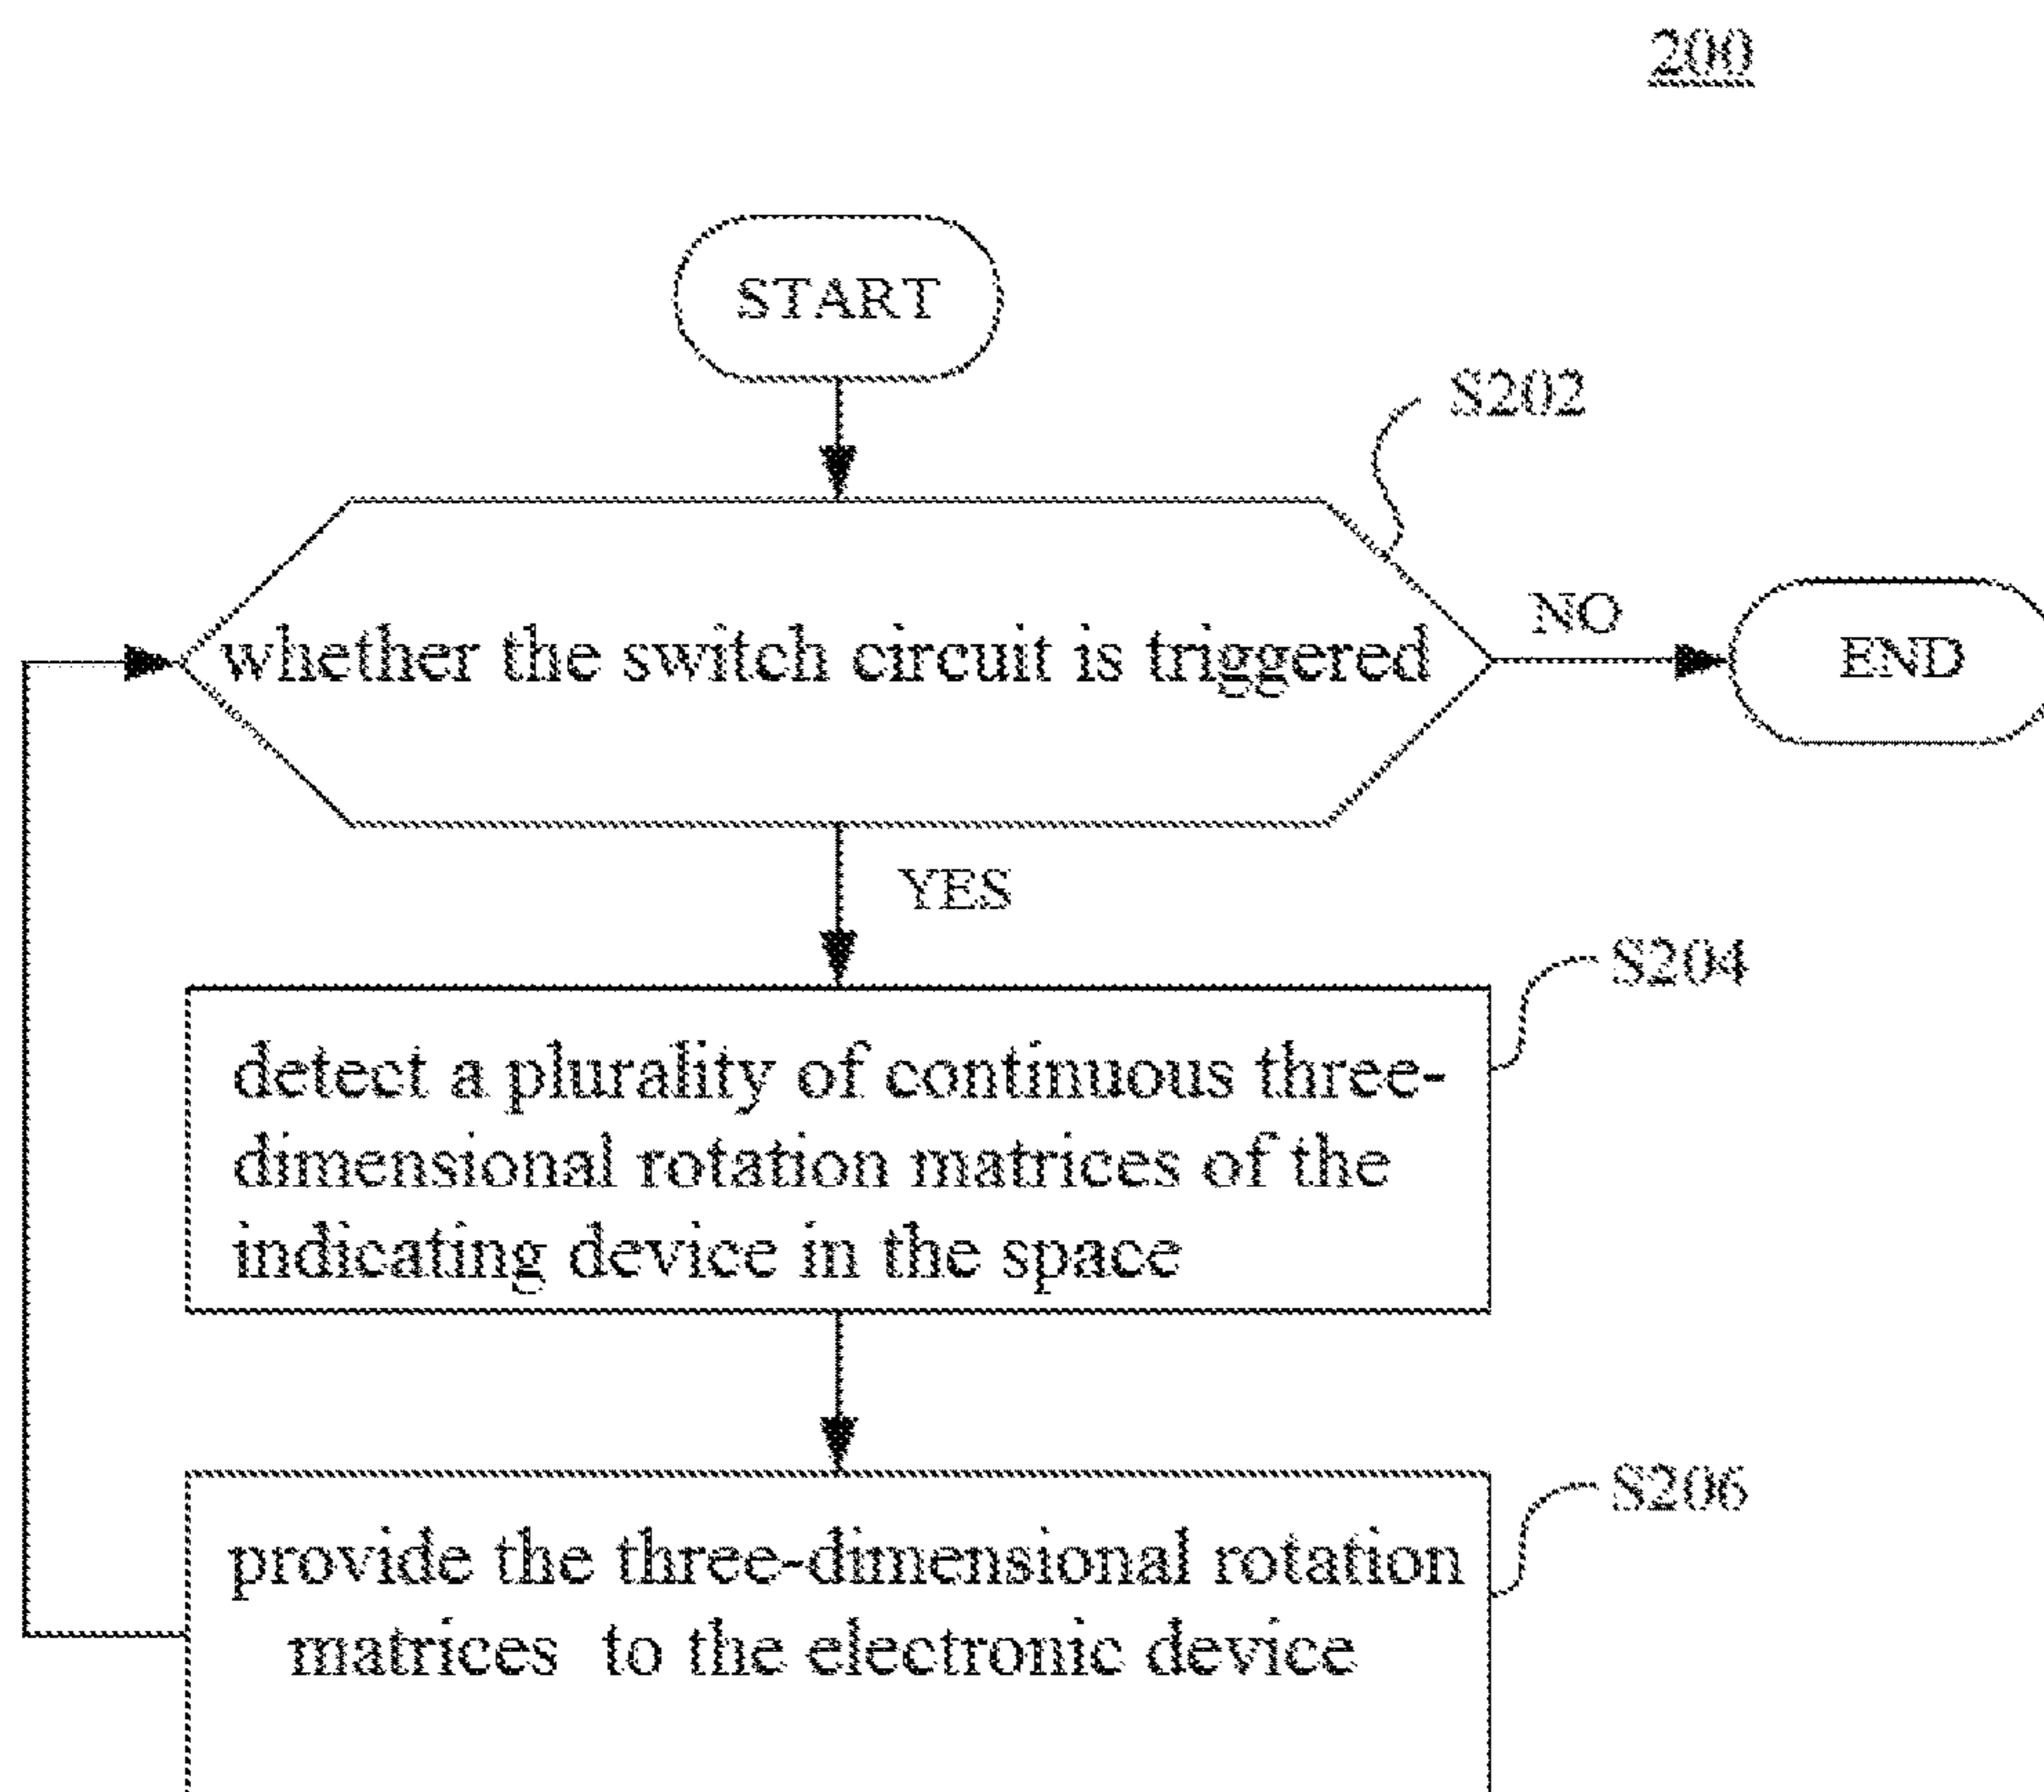 200
START
S202
whether the switch circuit is triggered
NO
END
YES
S204
detect a plurality of continuous three-
dimensional rotation matrices of the
indicating device in the space
S206
provide the three-dimensional rotation
matrices to the electronic device